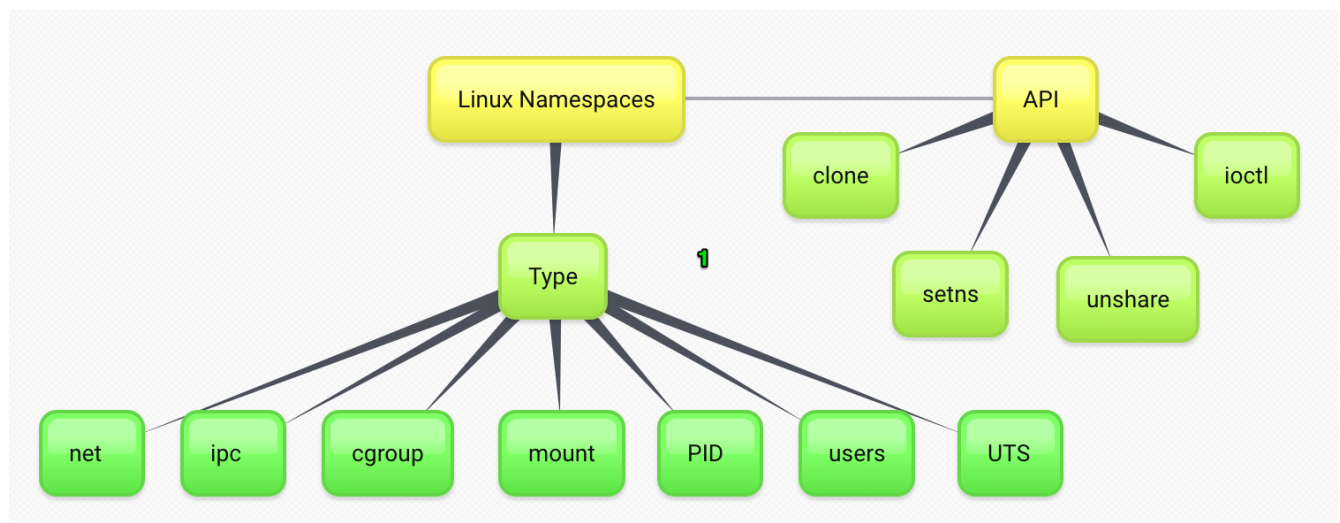 Linux Namespaces
API
clone
ioctl
Type
1
setns
unshare
net
ipc
cgroup
mount
PID
users
UTS